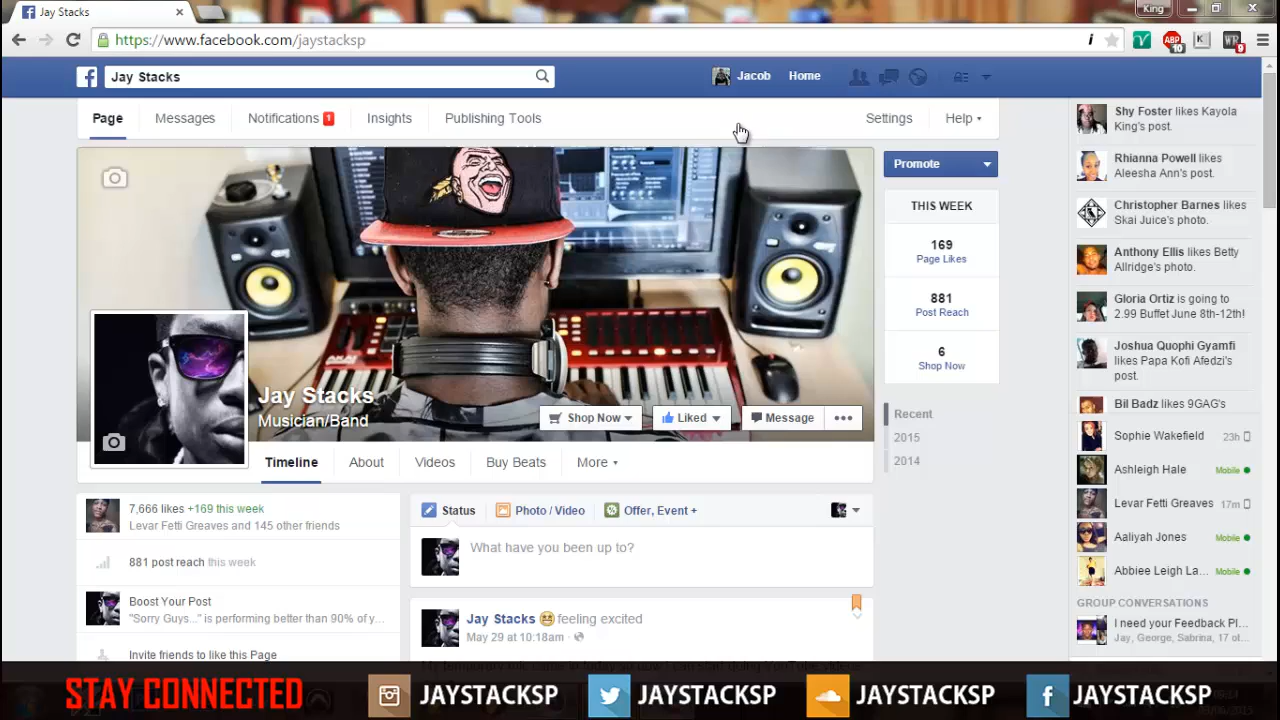 Jay Stacks
King
https://www.facebook.com/jaystacksp
ABP
10
K
WR
9
Jay Stacks
Jacob
Home
Page
Messages
Notifications 1
Insights
Publishing Tools
Settings
Help
Promote
THIS WEEK
169
Page Likes
881
Post Reach
6
Shop Now
Recent
2015
2014
AKAI
Jay Stacks
Musician/Band
Shop Now
Liked
Message
Timeline
About
Videos
Buy Beats
More
7,666 likes +169 this week
Levar Fetti Greaves and 145 other friends
881 post reach this week
Boost Your Post
"Sorry Guys..." is performing better than 90% of y...
Invite friends to like this Page
Status
Photo / Video
Offer, Event +
What have you been up to?
Jay Stacks feeling excited
May 29 at 10:18am
Shy Foster likes Kayola
King's post.
Rhianna Powell likes
Aleesha Ann's post.
Christopher Barnes likes
Skai Juice's photo.
Anthony Ellis likes Betty
Allridge's photo.
Gloria Ortiz is going to
2.99 Buffet June 8th-12th!
Joshua Quophi Gyamfi
likes Papa Kofi Afedzi's
post.
Bil Badz likes 9GAG's
Sophie Wakefield 23h
Ashleigh Hale Mobile
Levar Fetti Greaves 17m
Aaliyah Jones Mobile
Abbiee Leigh La... Mobile
GROUP CONVERSATIONS
I need your Feedback Pl...
Jay, George, Sabrina, 17 ot...
STAY CONNECTED
JAYSTACKSP
JAYSTACKSP
JAYSTACKSP
JAYSTACKSP